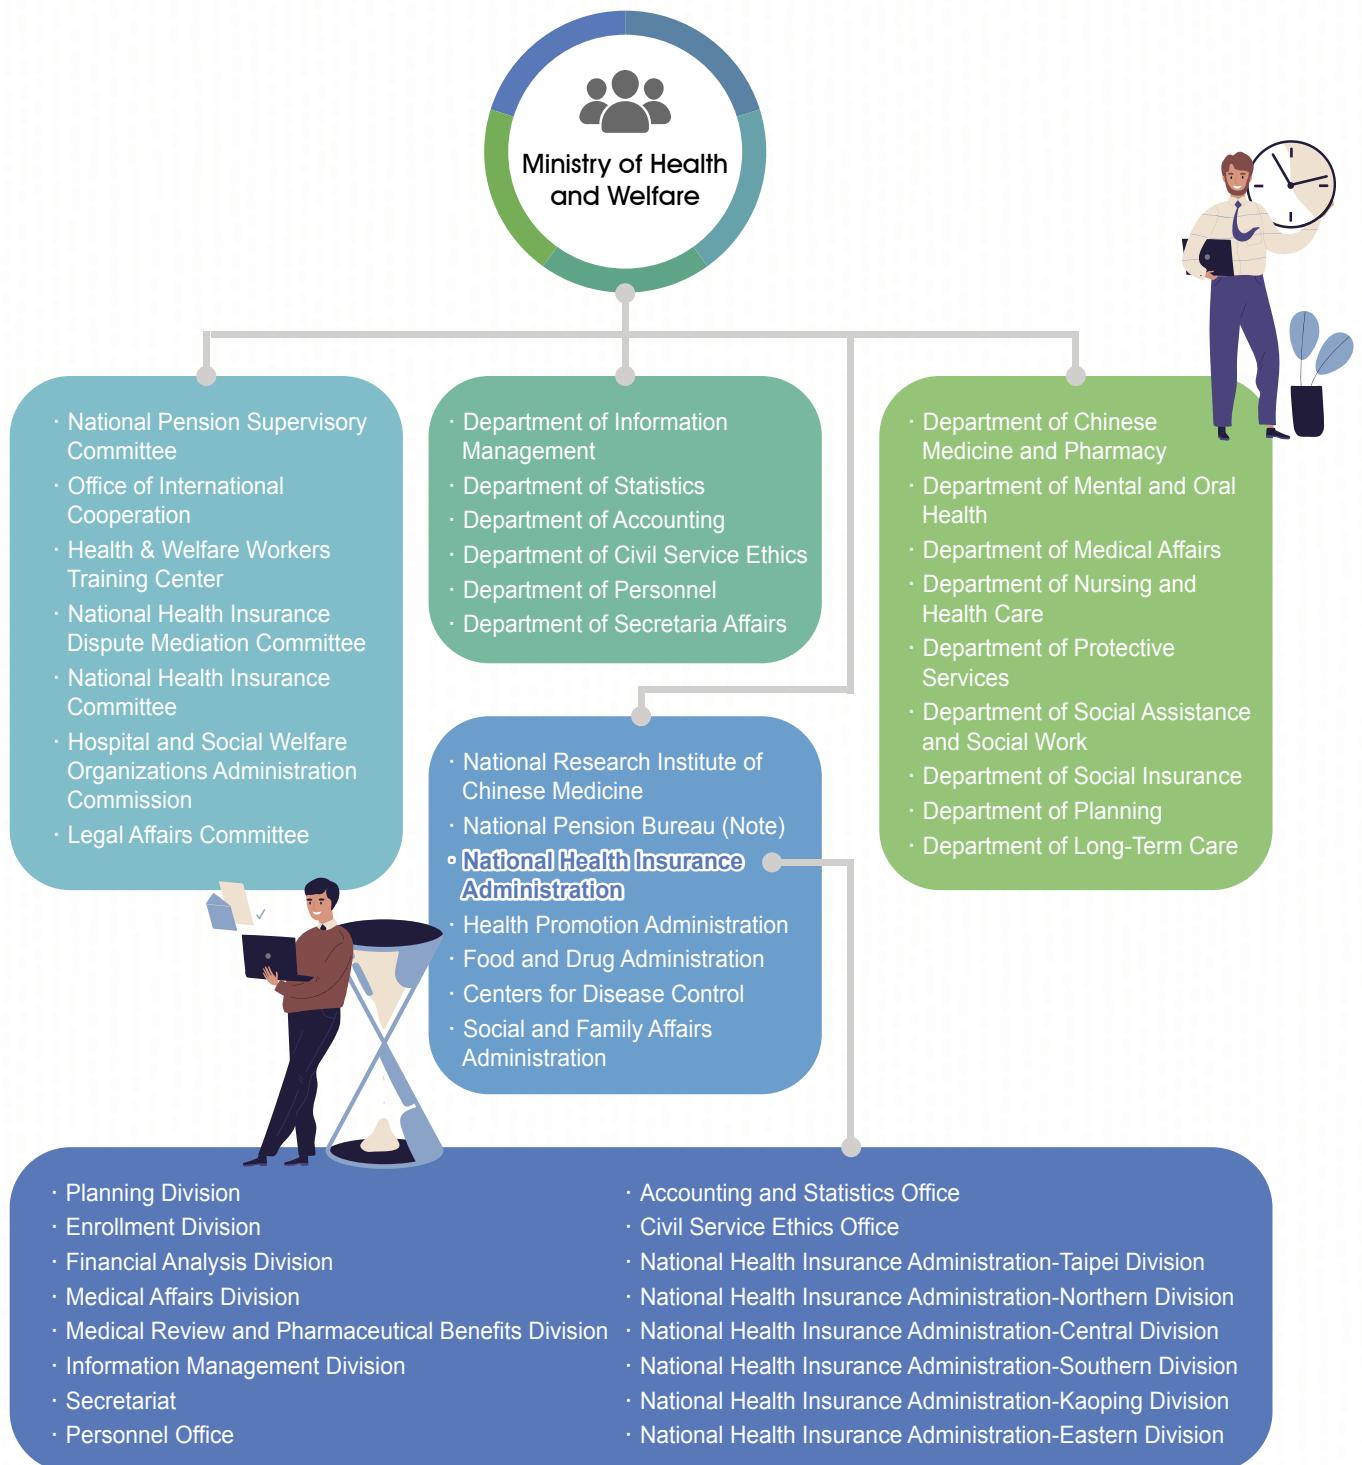 Ministry of Health
and Welfare
· National Pension Supervisory
Committee
· Office of International
Cooperation
· Health & Welfare Workers
Training Center
· National Health Insurance
Dispute Mediation Committee
· National Health Insurance
Committee
· Hospital and Social Welfare
Organizations Administration
Commission
· Legal Affairs Committee
· Department of Information
Management
· Department of Statistics
· Department of Accounting
· Department of Civil Service Ethics
· Department of Personnel
· Department of Secretaria Affairs
· Department of Chinese
Medicine and Pharmacy
· Department of Mental and Oral
Health
· Department of Medical Affairs
· Department of Nursing and
Health Care
· Department of Protective
Services
· Department of Social Assistance
and Social Work
· Department of Social Insurance
· Department of Planning
· Department of Long-Term Care
· National Research Institute of
Chinese Medicine
· National Pension Bureau (Note)
· National Health Insurance
Administration
· Health Promotion Administration
· Food and Drug Administration
· Centers for Disease Control
· Social and Family Affairs
Administration
· Planning Division
· Enrollment Division
· Financial Analysis Division
· Medical Affairs Division
· Medical Review and Pharmaceutical Benefits Division
· Information Management Division
· Secretariat
· Personnel Office
· Accounting and Statistics Office
· Civil Service Ethics Office
· National Health Insurance Administration-Taipei Division
· National Health Insurance Administration-Northern Division
· National Health Insurance Administration-Central Division
· National Health Insurance Administration-Southern Division
· National Health Insurance Administration-Kaoping Division
· National Health Insurance Administration-Eastern Division